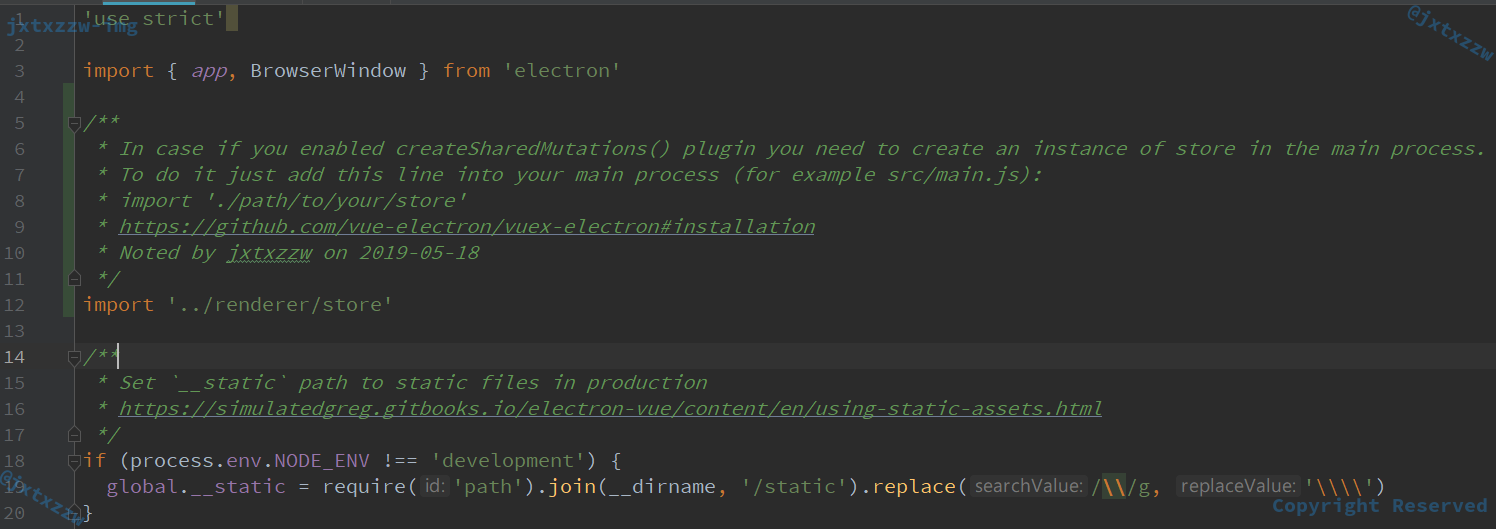 jxtxzzw-img
@jxtxzzw
1 'use strict'
2
3 import { app, BrowserWindow } from 'electron'
4
5 /**
6 * In case if you enabled createSharedMutations() plugin you need to create an instance of store in the main process.
7 * To do it just add this line into your main process (for example src/main.js):
8 * import './path/to/your/store'
9 * https://github.com/vue-electron/vuex-electron#installation
10 * Noted by jxtxzzw on 2019-05-18
11 */
12 import '../renderer/store'
13
14 /**
15 * Set `__static` path to static files in production
16 * https://simulatedgreg.gitbooks.io/electron-vue/content/en/using-static-assets.html
17 */
18 if (process.env.NODE_ENV !== 'development') {
19 global.__static = require( id: 'path').join(__dirname, '/static').replace( searchValue: /\\/g, replaceValue: '\\\\')
20 }
@jxtxzzw
Copyright Reserved